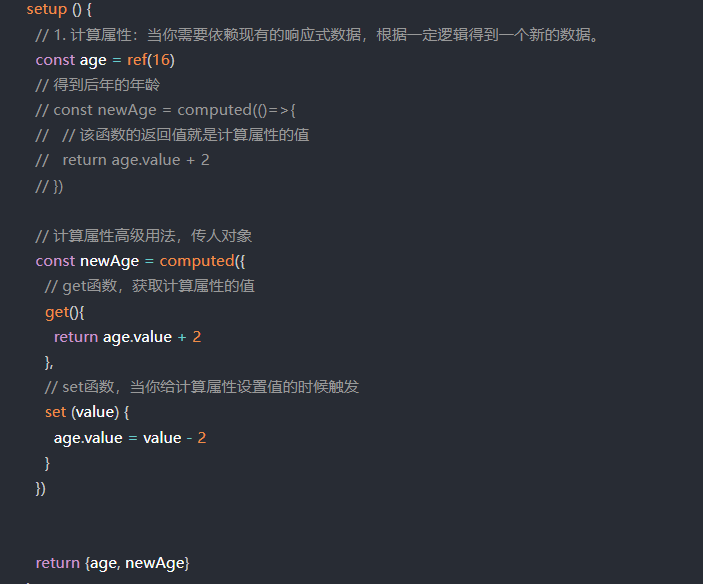 setup () {
// 1. 计算属性：当你需要依赖现有的响应式数据，根据一定逻辑得到一个新的数据。
const age = ref(16)
// 得到后年的年龄
// const newAge = computed(()=>{
//   // 该函数的返回值就是计算属性的值
//   return age.value + 2
// })
// 计算属性高级用法，传人对象
const newAge = computed({
// get函数，获取计算属性的值
get(){
return age.value + 2
},
// set函数，当你给计算属性设置值的时候触发
set (value) {
age.value = value - 2
}
})
return {age, newAge}